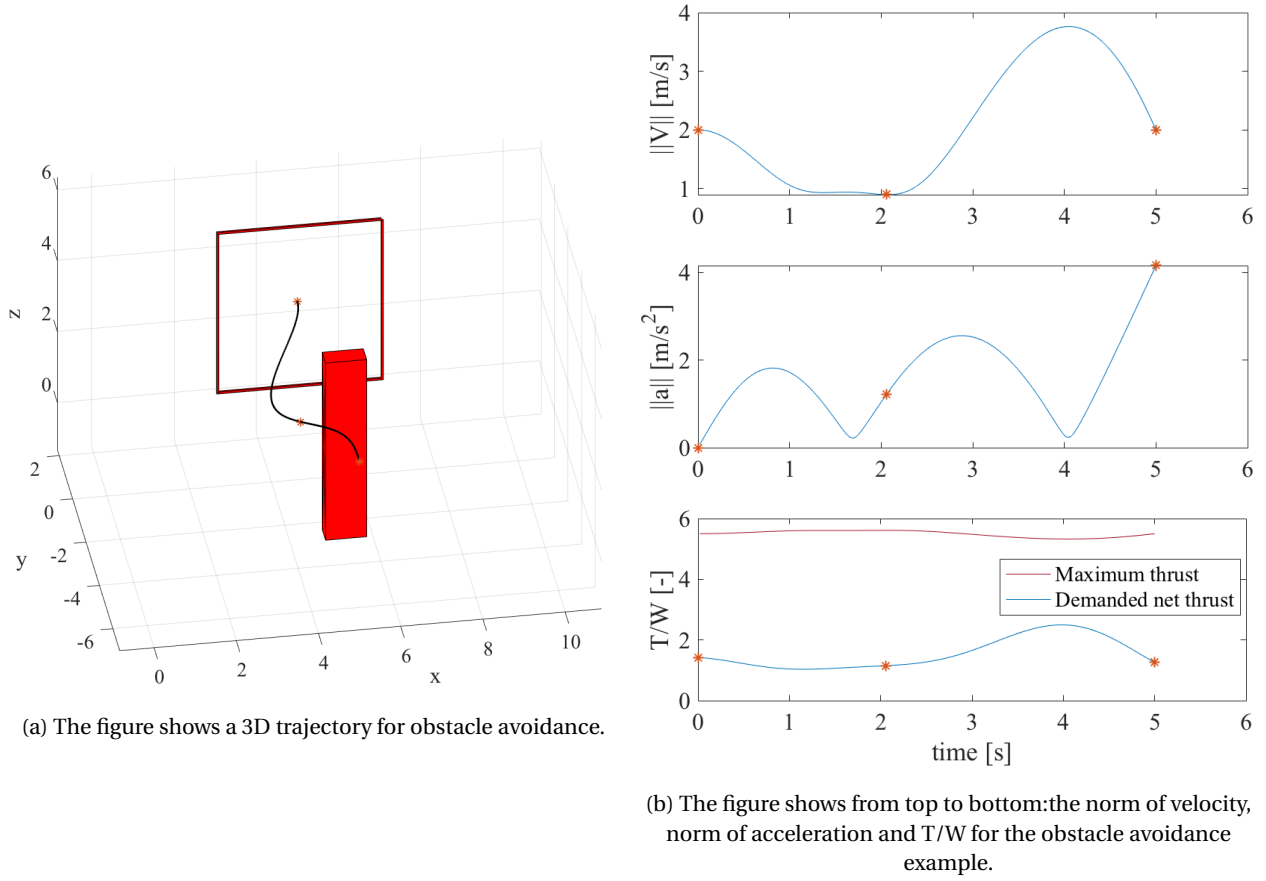 6
4
2
0
z
2
0
-2
-4
-6
y
0
2
4
6
8
10
x
(a) The figure shows a 3D trajectory for obstacle avoidance.
4
3
2
1
||V|| [m/s]
0 1 2 3 4 5 6
4
2
0
||a|| [m/s²]
0 1 2 3 4 5 6
6
4
2
0
T/W [-]
Maximum thrust
Demanded net thrust
0 1 2 3 4 5 6
time [s]
(b) The figure shows from top to bottom:the norm of velocity,
norm of acceleration and T/W for the obstacle avoidance
example.